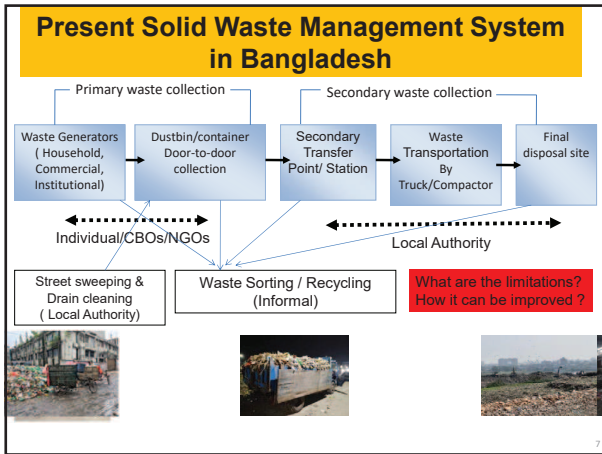 Present Solid Waste Management System
in Bangladesh
Primary waste collection
Secondary waste collection
Waste Generators
( Household,
Commercial,
Institutional)
Dustbin/container
Door-to-door
collection
Secondary
Transfer
Point/ Station
Waste
Transportation
By
Truck/Compactor
Final
disposal site
Individual/CBOs/NGOs
Local Authority
Street sweeping &
Drain cleaning
( Local Authority)
Waste Sorting / Recycling
(Informal)
What are the limitations?
How it can be improved ?
7